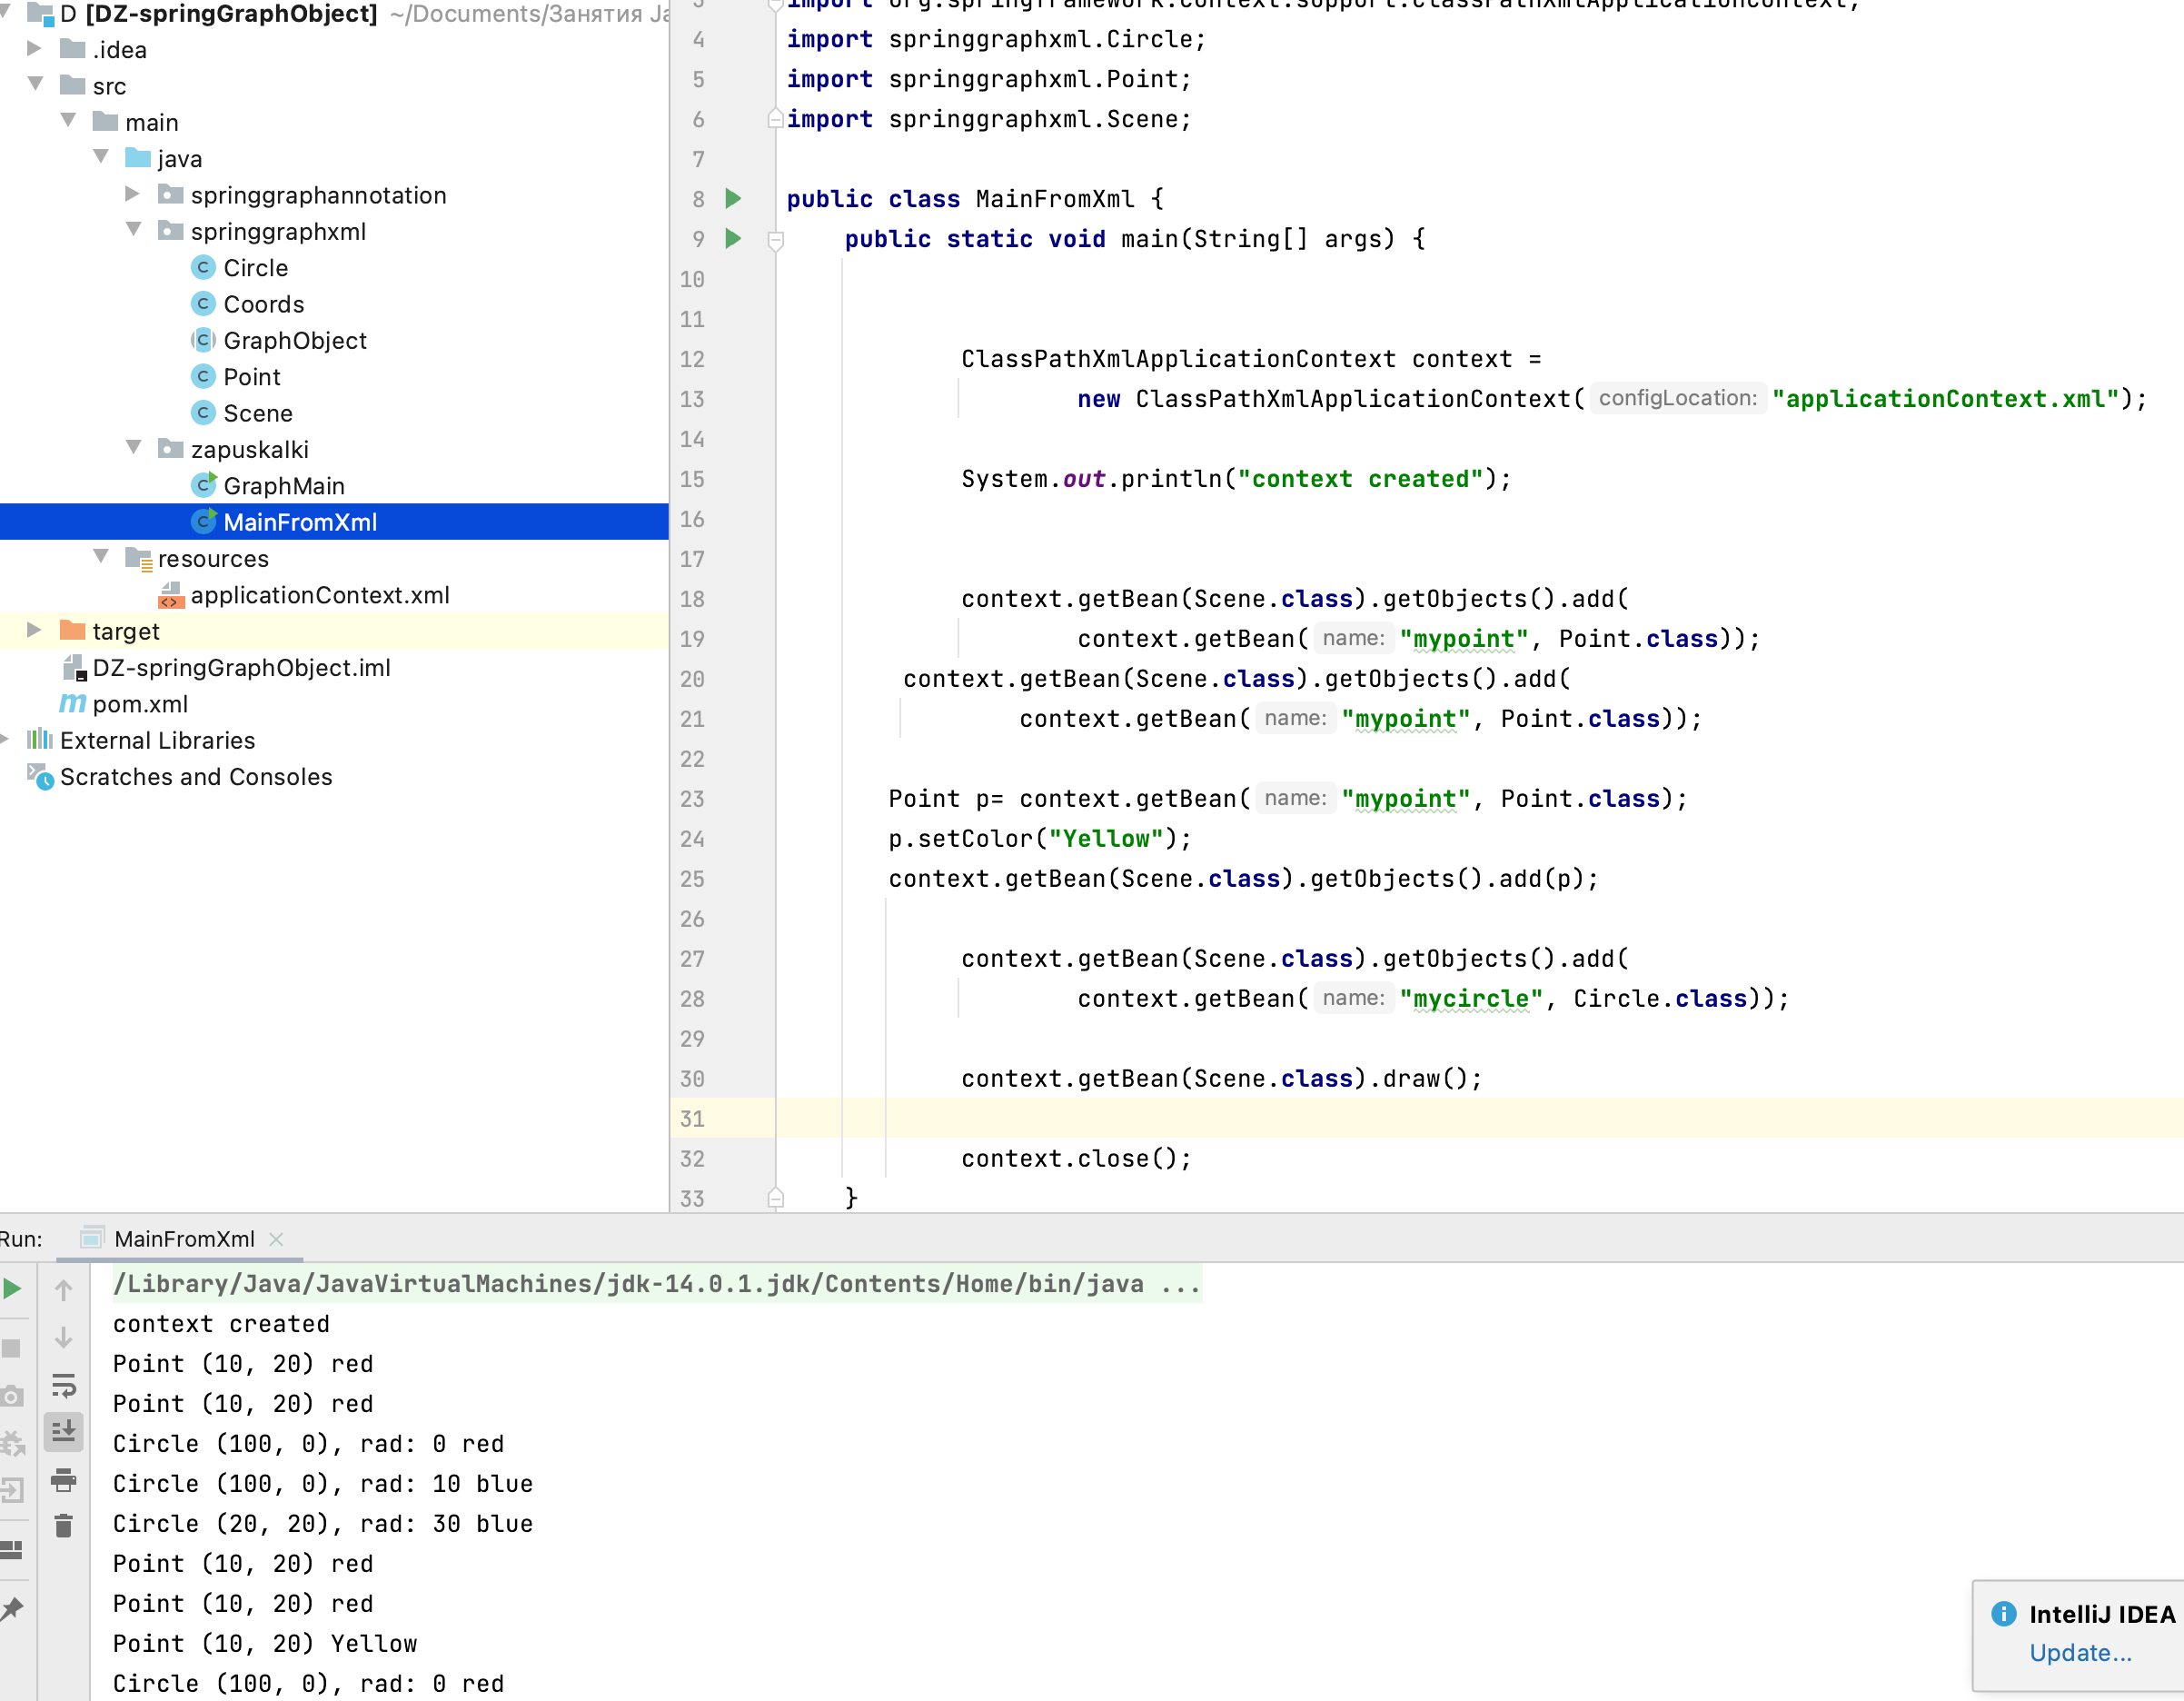 D [DZ-springGraphObject] ~/Documents/Занятия Ja
.idea
src
main
java
springgraphannotation
springgraphxml
Circle
Coords
GraphObject
Point
Scene
zapuskalki
GraphMain
MainFromXml
resources
applicationContext.xml
target
DZ-springGraphObject.iml
pom.xml
External Libraries
Scratches and Consoles
3 import org.springframework.context.support.ClassPathXmlApplicationContext;
4 import springgraphxml.Circle;
5 import springgraphxml.Point;
6 import springgraphxml.Scene;
7
8 public class MainFromXml {
9 public static void main(String[] args) {
10
11
12 ClassPathXmlApplicationContext context =
13 new ClassPathXmlApplicationContext( configLocation: "applicationContext.xml");
14
15 System.out.println("context created");
16
17
18 context.getBean(Scene.class).getObjects().add(
19 context.getBean( name: "mypoint", Point.class));
20 context.getBean(Scene.class).getObjects().add(
21 context.getBean( name: "mypoint", Point.class));
22
23 Point p= context.getBean( name: "mypoint", Point.class);
24 p.setColor("Yellow");
25 context.getBean(Scene.class).getObjects().add(p);
26
27 context.getBean(Scene.class).getObjects().add(
28 context.getBean( name: "mycircle", Circle.class));
29
30 context.getBean(Scene.class).draw();
31
32 context.close();
33 }
Run: MainFromXml
/Library/Java/JavaVirtualMachines/jdk-14.0.1.jdk/Contents/Home/bin/java ...
context created
Point (10, 20) red
Point (10, 20) red
Circle (100, 0), rad: 0 red
Circle (100, 0), rad: 10 blue
Circle (20, 20), rad: 30 blue
Point (10, 20) red
Point (10, 20) red
Point (10, 20) Yellow
Circle (100, 0), rad: 0 red
IntelliJ IDEA
Update...